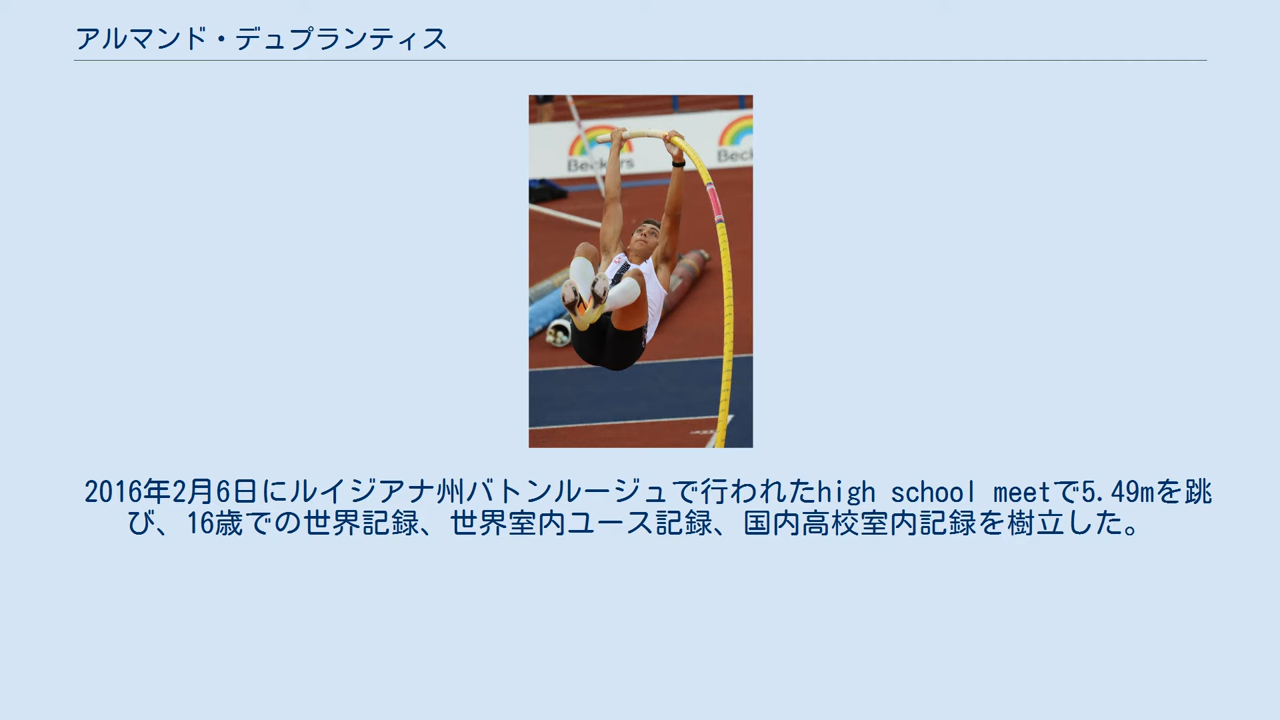 アルマンド・デュプランティス
Beckers
Beck
2016年2月6日にルイジアナ州バトンルージュで行われたhigh school meetで5.49mを跳
び、16歳での世界記録、世界室内ユース記録、国内高校室内記録を樹立した。